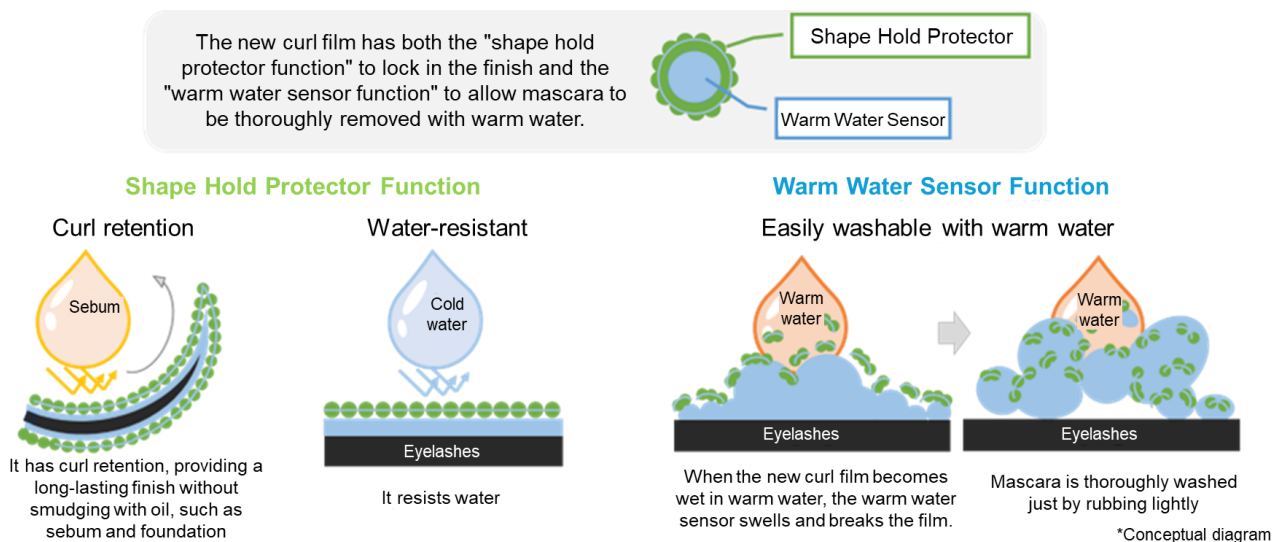 The new curl film has both the "shape hold
protector function" to lock in the finish and the
"warm water sensor function" to allow mascara to
be thoroughly removed with warm water.
Shape Hold Protector
Warm Water Sensor
Shape Hold Protector Function
Curl retention
Sebum
It has curl retention, providing a
long-lasting finish without
smudging with oil, such as
sebum and foundation
Water-resistant
Cold
water
Eyelashes
It resists water
Warm Water Sensor Function
Easily washable with warm water
Warm
water
Eyelashes
When the new curl film becomes
wet in warm water, the warm water
sensor swells and breaks the film.
Warm
water
Eyelashes
Mascara is thoroughly washed
just by rubbing lightly
*Conceptual diagram